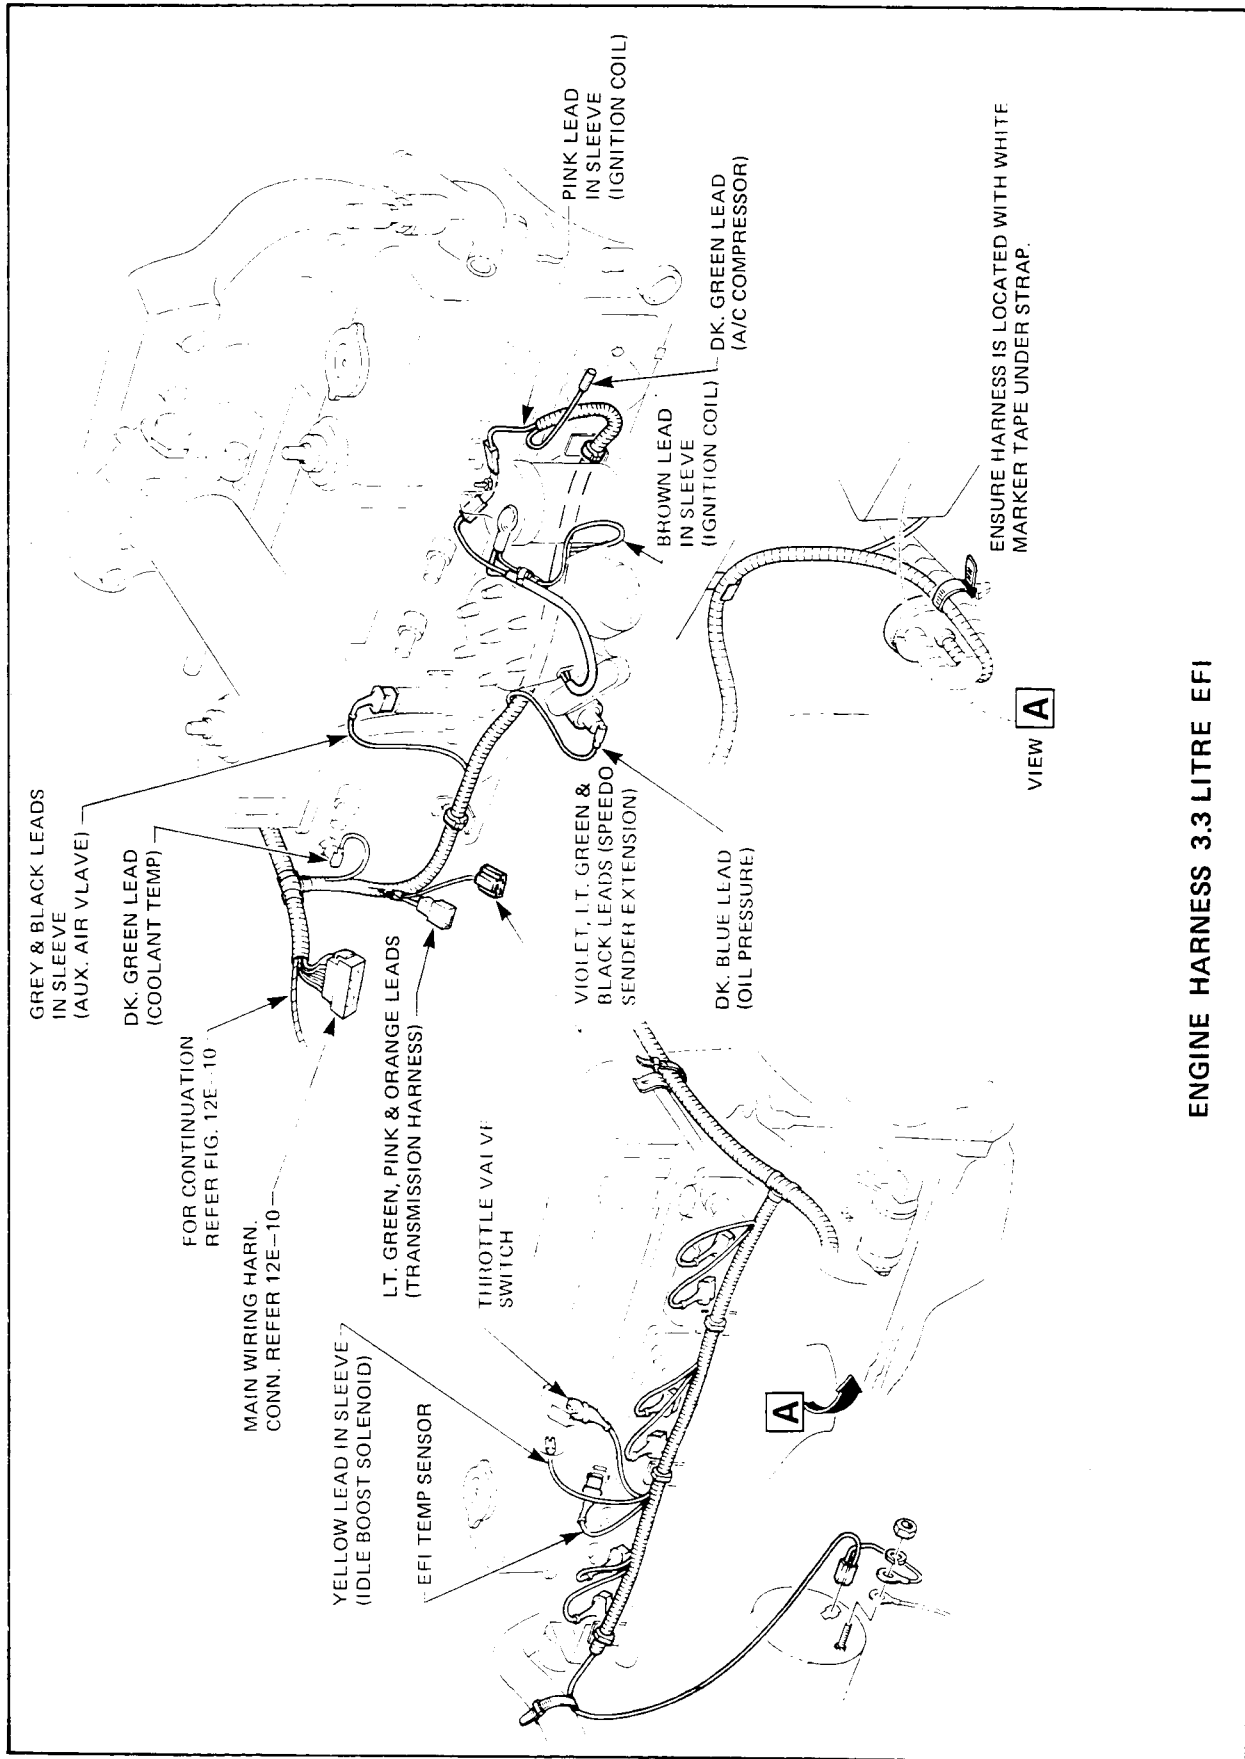 GREY & BLACK LEADS
IN SLEEVE
(AUX. AIR VLAVE)
DK. GREEN LEAD
(COOLANT TEMP)
FOR CONTINUATION
REFER FIG. 12E–10
MAIN WIRING HARN.
CONN. REFER 12E–10
LT. GREEN, PINK & ORANGE LEADS
(TRANSMISSION HARNESS)
THROTTLE VALVE
SWITCH
YELLOW LEAD IN SLEEVE
(IDLE BOOST SOLENOID)
EFI TEMP SENSOR
PINK LEAD
IN SLEEVE
(IGNITION COIL)
DK. GREEN LEAD
(A/C COMPRESSOR)
BROWN LEAD
IN SLEEVE
(IGNITION COIL)
VIOLET, LT. GREEN &
BLACK LEADS (SPEEDO
SENDER EXTENSION)
DK. BLUE LEAD
(OIL PRESSURE)
ENSURE HARNESS IS LOCATED WITH WHITE
MARKER TAPE UNDER STRAP.
VIEW A
A
ENGINE HARNESS 3.3 LITRE EFI